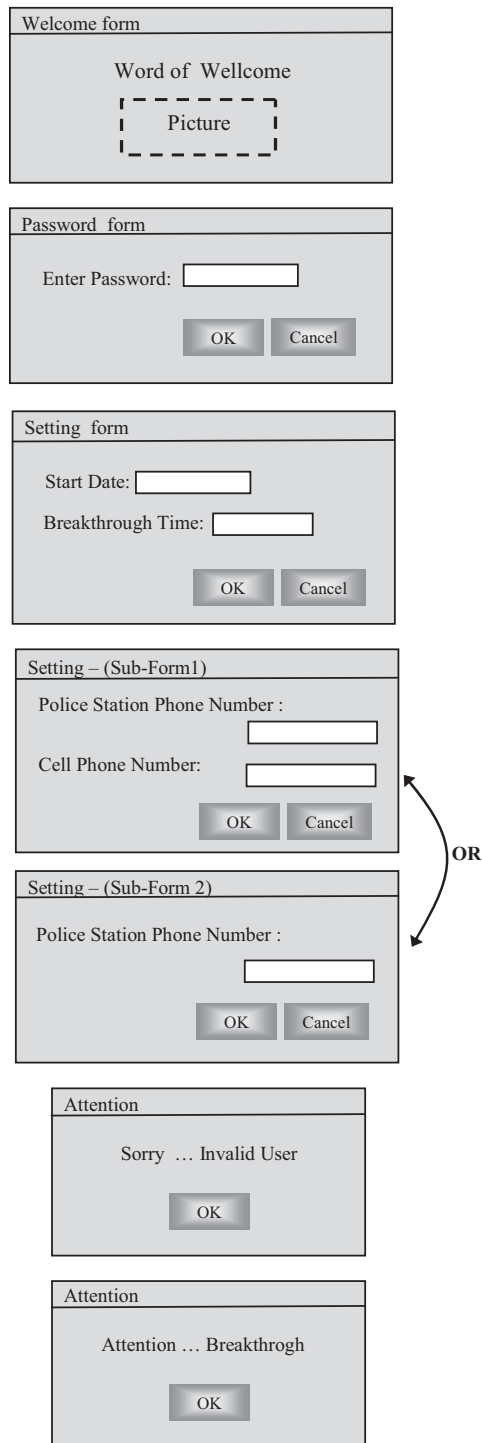 Welcome form
Word of Wellcome
Picture
Password form
Enter Password:
OK Cancel
Setting form
Start Date:
Breakthrough Time:
OK Cancel
Setting – (Sub-Form1)
Police Station Phone Number :
Cell Phone Number:
OK Cancel
OR
Setting – (Sub-Form 2)
Police Station Phone Number :
OK Cancel
Attention
Sorry … Invalid User
OK
Attention
Attention … Breakthrogh
OK